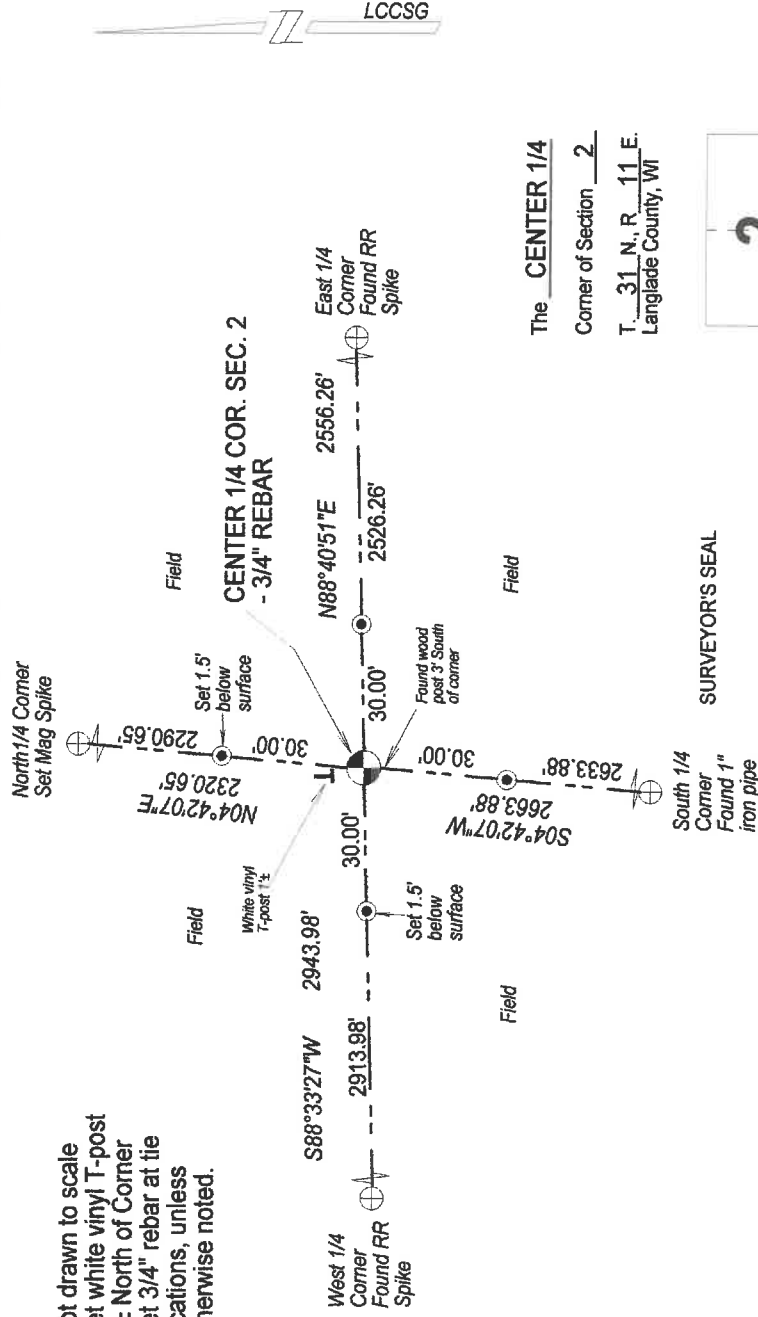 LCCSG
North1/4 Corner
Set Mag Spike
Field
Field
2290.65'
Set 1.5'
below
surface
N04°42'07"E
2320.65'
30.00'
White vinyl
T-post 1'±
CENTER 1/4 COR. SEC. 2
- 3/4" REBAR
ot drawn to scale
et white vinyl T-post
± North of Corner
et 3/4" rebar at tie
cations, unless
herwise noted.
S88°33'27"W 2943.98'
2913.98'
30.00'
30.00'
N88°40'51"E 2556.26'
2526.26'
West 1/4
Corner
Found RR
Spike
East 1/4
Corner
Found RR
Spike
Set 1.5'
below
surface
Found wood
post 3' South
of corner
Field
Field
30.00'
S04°42'07"W
2663.88'
2633.88'
South 1/4
Corner
Found 1"
iron pipe
SURVEYOR'S SEAL
The CENTER 1/4
Corner of Section 2
T. 31 N., R 11 E.
Langlade County, WI